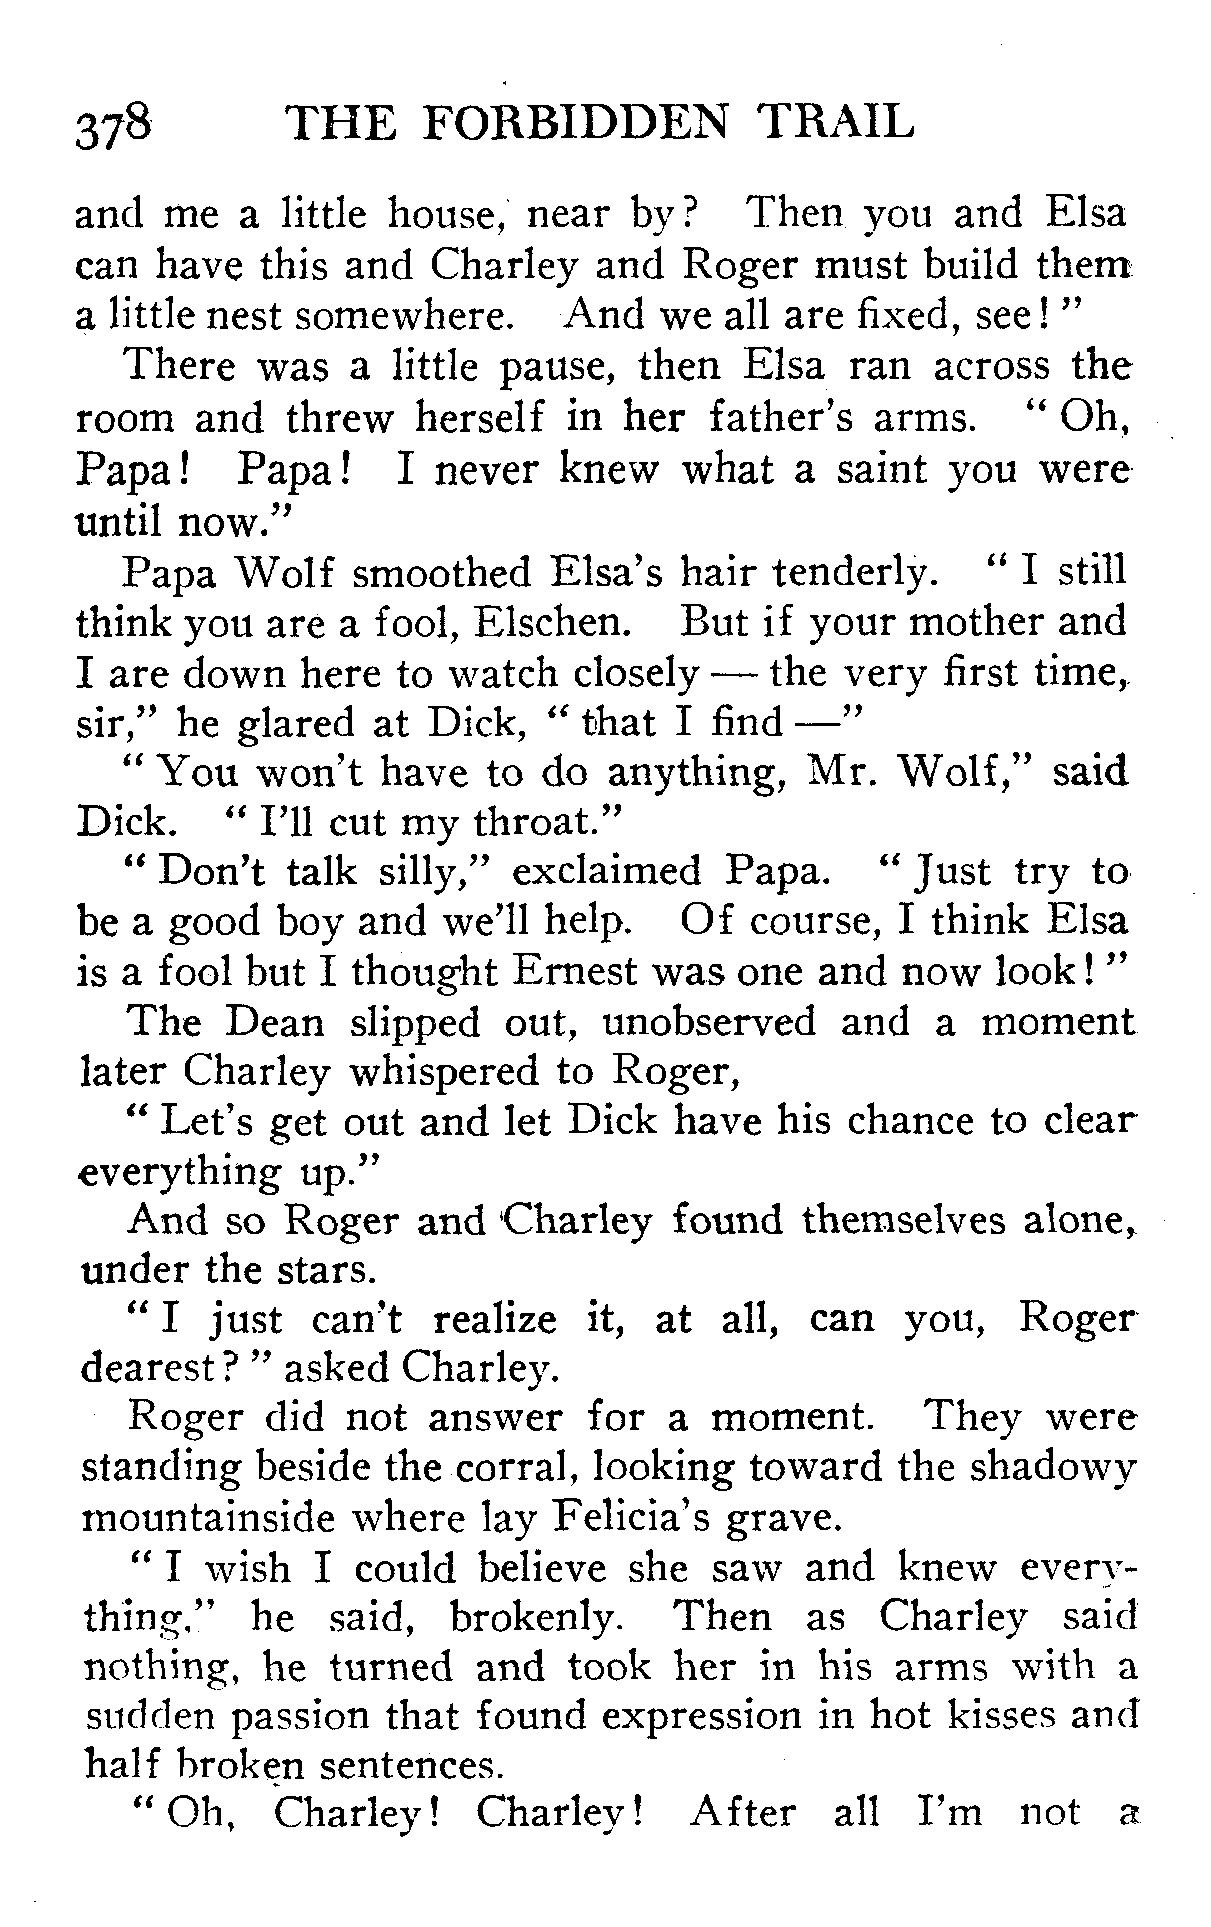 378 THE FORBIDDEN TRAIL
and me a little house, near by? Then you and Elsa
can have this and Charley and Roger must build them
a little nest somewhere. And we all are fixed, see!"
There was a little pause, then Elsa ran across the
room and threw herself in her father's arms. "Oh,
Papa! Papa! I never knew what a saint you were
until now."
Papa Wolf smoothed Elsa's hair tenderly. "I still
think you are a fool, Elschen. But if your mother and
I are down here to watch closely — the very first time,
sir," he glared at Dick, "that I find —"
"You won't have to do anything, Mr. Wolf," said
Dick. "I'll cut my throat."
"Don't talk silly," exclaimed Papa. "Just try to
be a good boy and we'll help. Of course, I think Elsa
is a fool but I thought Ernest was one and now look!"
The Dean slipped out, unobserved and a moment
later Charley whispered to Roger,
"Let's get out and let Dick have his chance to clear
everything up."
And so Roger and Charley found themselves alone,
under the stars.
"I just can't realize it, at all, can you, Roger
dearest?" asked Charley.
Roger did not answer for a moment. They were
standing beside the corral, looking toward the shadowy
mountainside where lay Felicia's grave.
"I wish I could believe she saw and knew every-
thing," he said, brokenly. Then as Charley said
nothing, he turned and took her in his arms with a
sudden passion that found expression in hot kisses and
half broken sentences.
"Oh, Charley! Charley! After all I'm not a